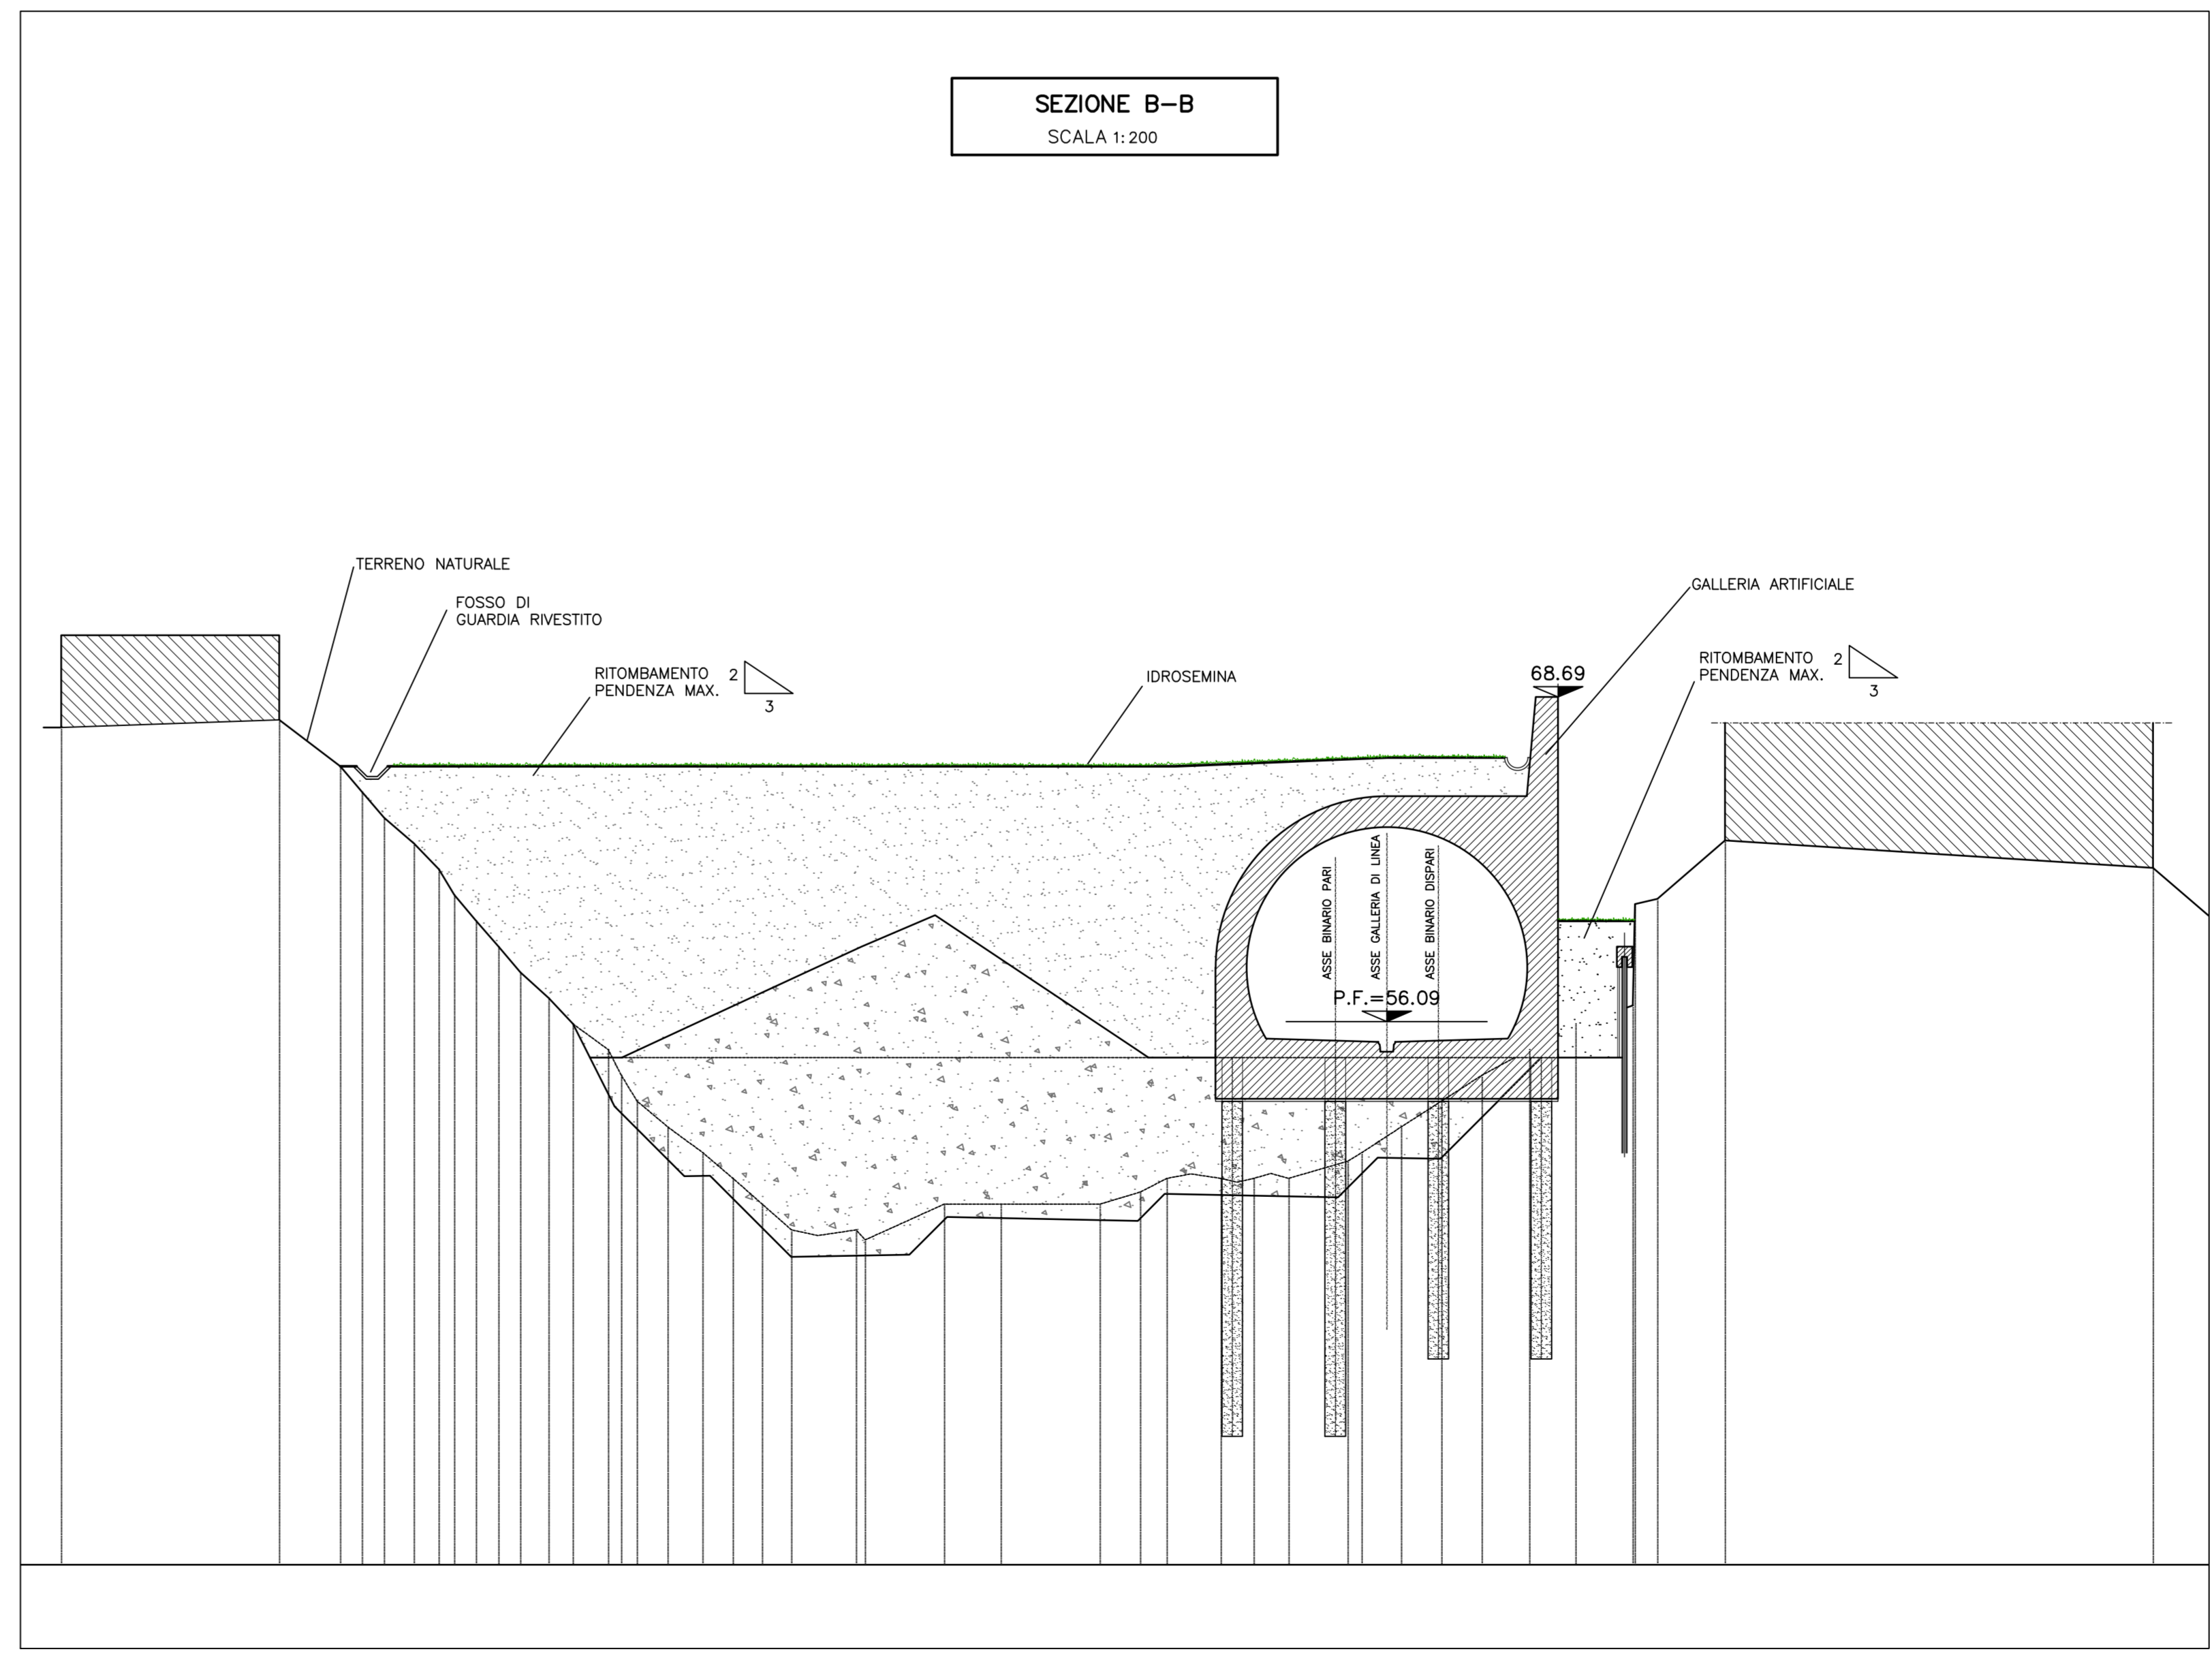 SEZIONE B-B
SCALA 1:200
TERRENO NATURALE
FOSSO DI
GUARDIA RIVESTITO
RITOMBAMENTO
PENDENZA MAX.
2
3
IDROSEMINA
68.69
GALLERIA ARTIFICIALE
RITOMBAMENTO
PENDENZA MAX.
2
3
ASSE BINARIO PARI
ASSE GALLERIA DI LINEA
ASSE BINARIO DISPARI
P.F.=56.09